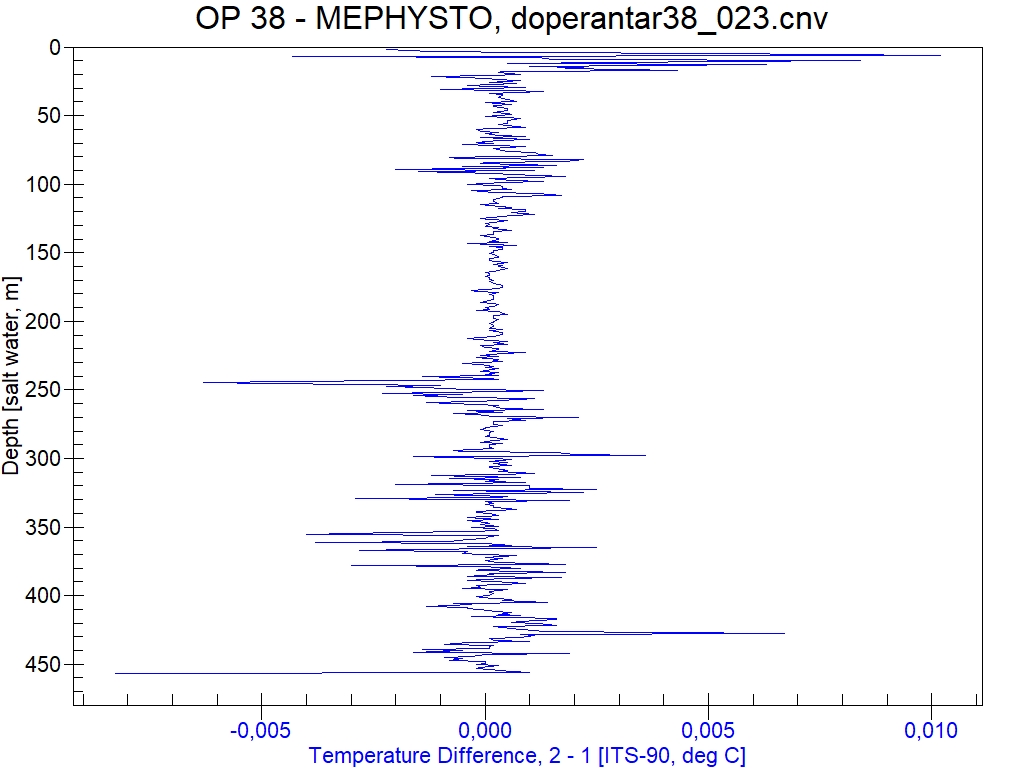 OP 38 - MEPHYSTO, doperantar38_023.cnv
0
50
100
150
200
250
300
350
400
450
Depth [salt water, m]
-0,005 0,000 0,005 0,010
Temperature Difference, 2 - 1 [ITS-90, deg C]